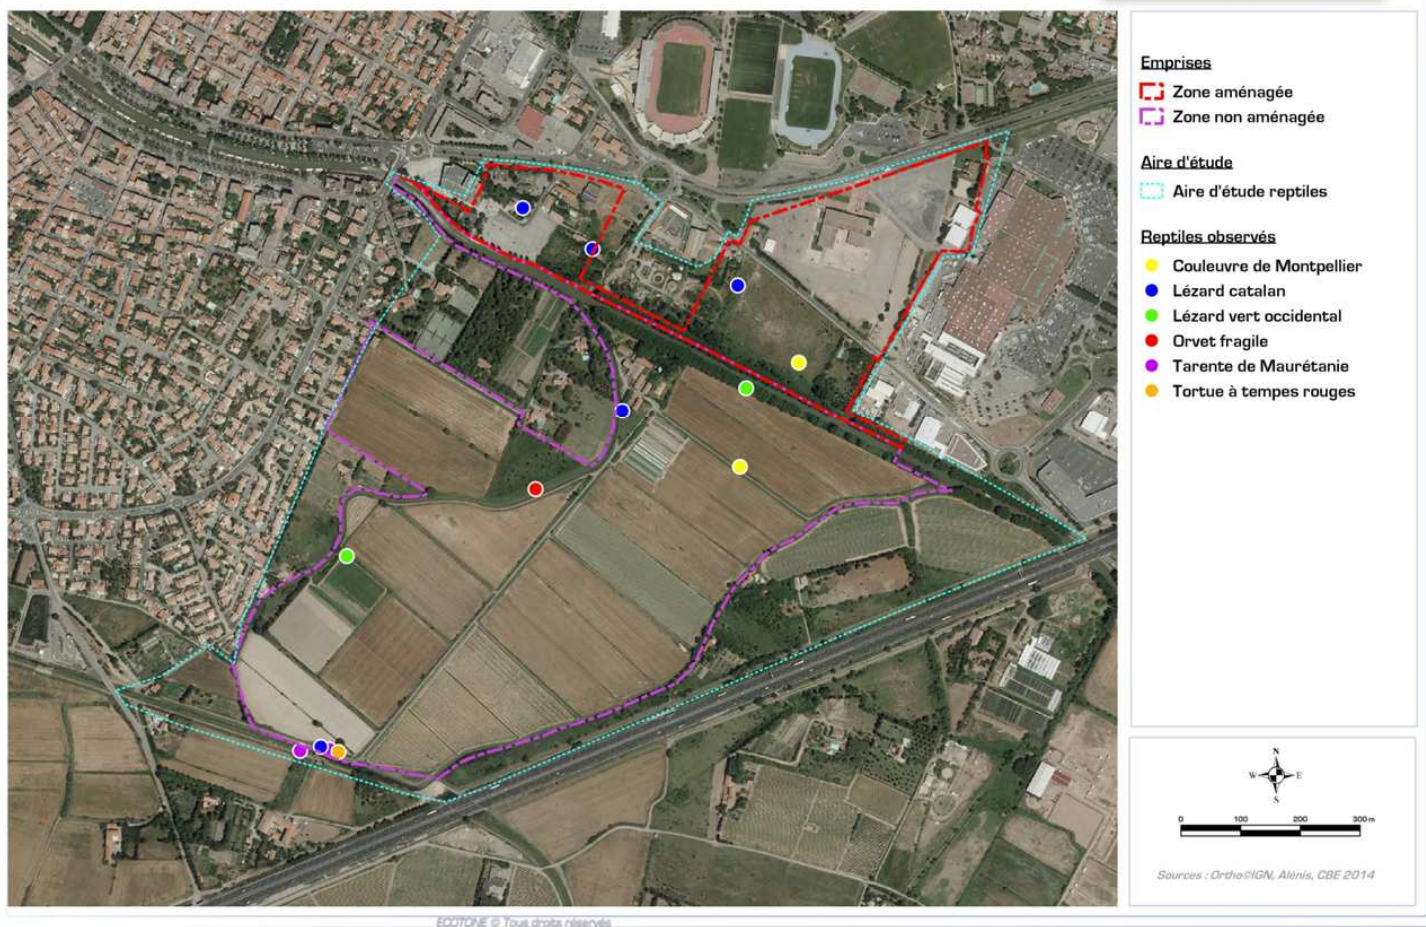 Emprises
Zone aménagée
Zone non aménagée
Aire d'étude
Aire d'étude reptiles
Reptiles observés
Couleuvre de Montpellier
Lézard catalan
Lézard vert occidental
Orvet fragile
Tarente de Maurétanie
Tortue à tempes rouges
N
W E
S
0 100 200 300 m
Sources : Ortho©IGN, Alénis, CBE 2014
ECOTONE © Tous droits réservés